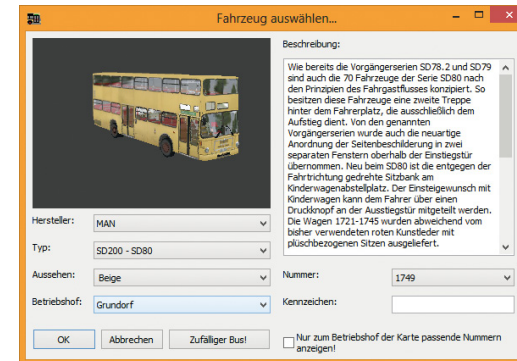 Fahrzeug auswählen...
Beschreibung:
Wie bereits die Vorgängerserien SD78.2 und SD79
sind auch die 70 Fahrzeuge der Serie SD80 nach
den Prinzipien des Fahrgastflusses konzipiert. So
besitzen diese Fahrzeuge eine zweite Treppe
hinter dem Fahrerplatz, die ausschließlich dem
Aufstieg dient. Von den genannten
Vorgängerserien wurde auch die neuartige
Anordnung der Seitenbeschilderung in zwei
separaten Fenstern oberhalb der Einstiegstür
übernommen. Neu beim SD80 ist die entgegen der
Fahrtrichtung gedrehte Sitzbank am
Kinderwagenabstellplatz. Der Einsteigewunsch mit
Kinderwagen kann dem Fahrer über einen
Druckknopf an der Ausstiegstür mitgeteilt werden.
Die Wagen 1721-1745 wurden abweichend vom
bisher verwendeten roten Kunstleder mit
plüschbezogenen Sitzen ausgeliefert.
Hersteller: MAN
Typ: SD200 - SD80
Aussehen: Beige
Nummer: 1749
Betriebshof: Grundorf
Kennzeichen:
OK Abbrechen Zufälliger Bus!
Nur zum Betriebshof der Karte passende Nummern
anzeigen!